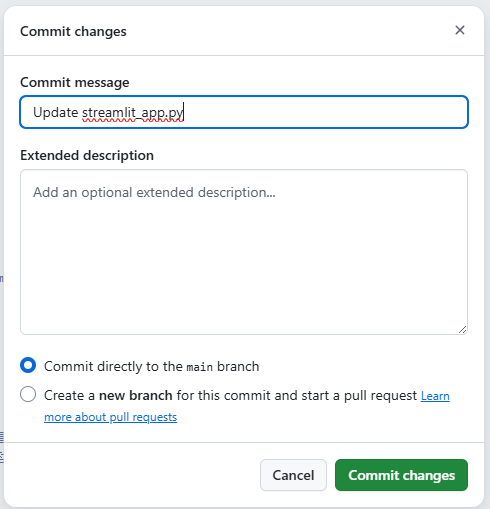 Commit changes
Commit message
Update streamlit_app.py
Extended description
Add an optional extended description...
Commit directly to the main branch
Create a new branch for this commit and start a pull request Learn
more about pull requests
Cancel
Commit changes